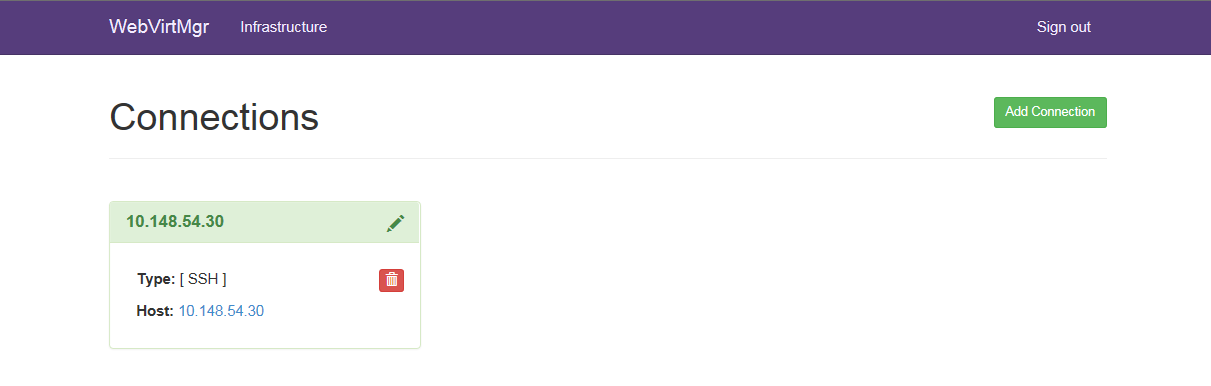 WebVirtMgr Infrastructure Sign out
Connections Add Connection
10.148.54.30
Type: [ SSH ]
Host: 10.148.54.30